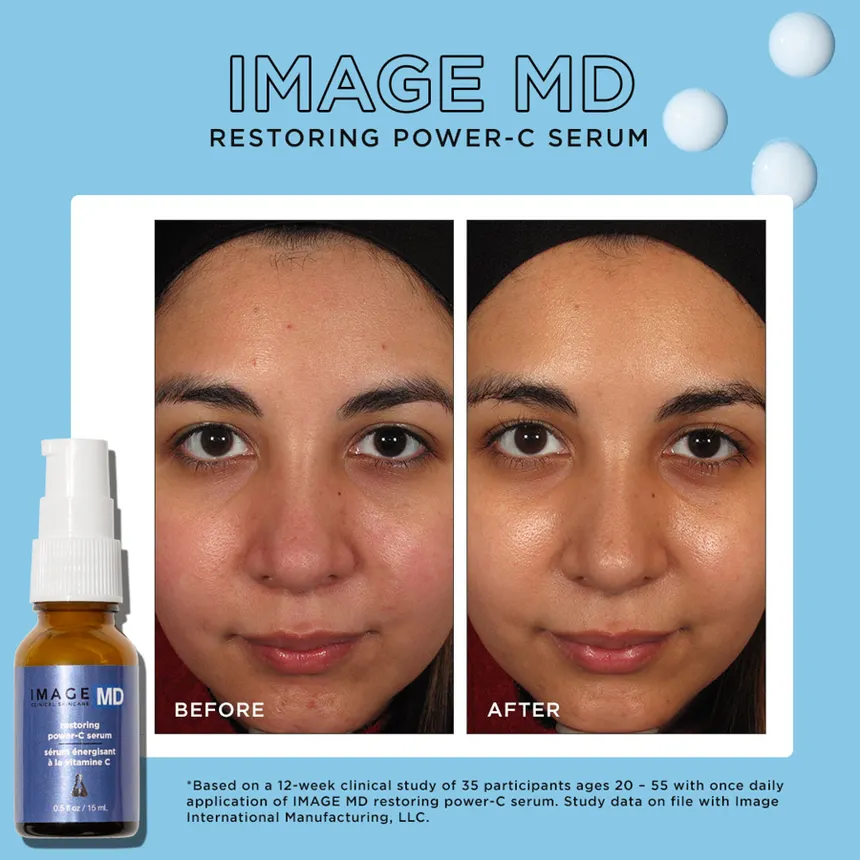 IMAGE MD
RESTORING POWER-C SERUM
BEFORE
AFTER
IMAGE MD
CLINICAL SKINCARE
restoring
power-C serum
sérum énergisant
à la vitamine C
0.5 fl oz / 15 mL
*Based on a 12-week clinical study of 35 participants ages 20 – 55 with once daily
application of IMAGE MD restoring power-C serum. Study data on file with Image
International Manufacturing, LLC.